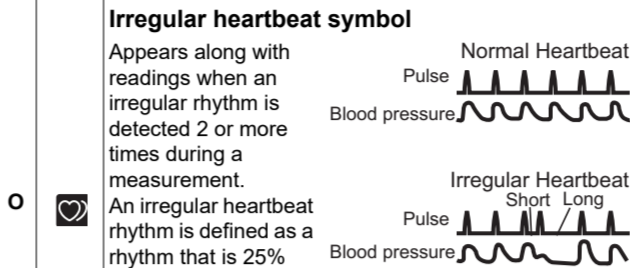 Irregular heartbeat symbol
Appears along with
readings when an
irregular rhythm is
detected 2 or more
times during a
measurement.
An irregular heartbeat
rhythm is defined as a
rhythm that is 25%
O
Normal Heartbeat
Pulse
Blood pressure
Irregular Heartbeat
Short Long
Pulse
Blood pressure